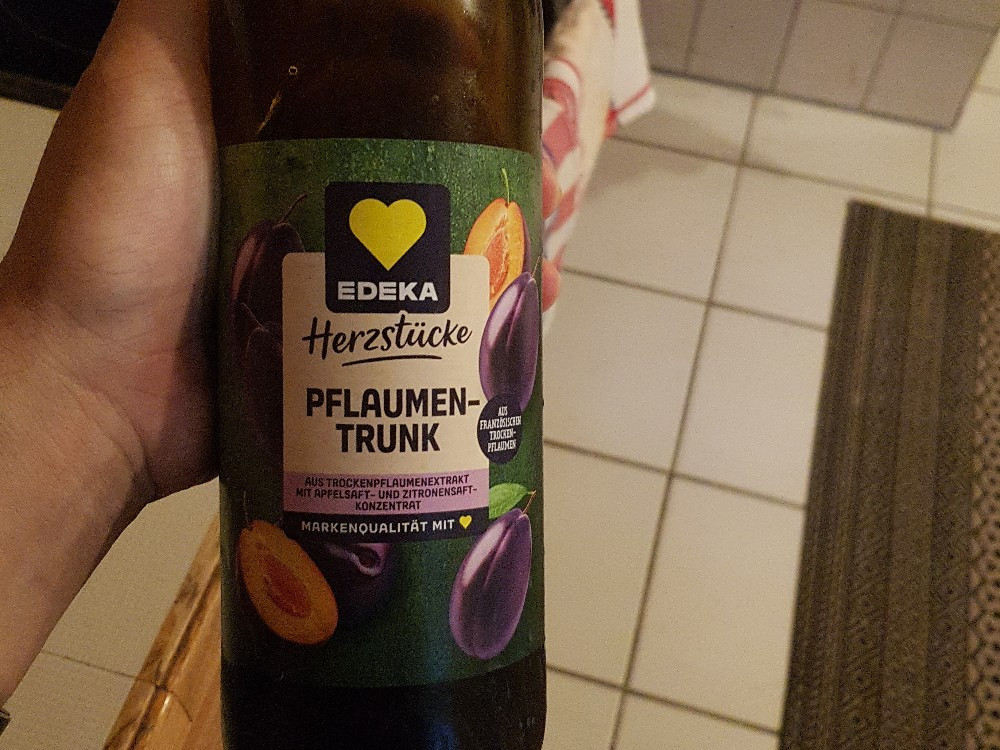 EDEKA
Herzstücke
PFLAUMEN-
TRUNK
AUS
FRANZÖSISCHEN
TROCKEN-
PFLAUMEN
AUS TROCKENPFLAUMENEXTRAKT
MIT APFELSAFT- UND ZITRONENSAFT-
KONZENTRAT
MARKENQUALITÄT MIT